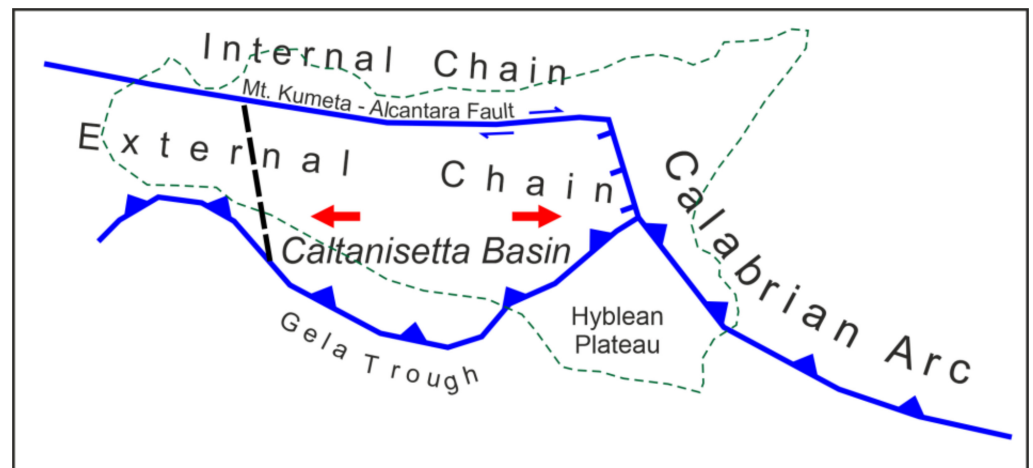 Internal Chain
Mt. Kumeta - Alcantara Fault
External Chain
Calabrian Arc
Caltanisetta Basin
Gela Trough
Hyblean
Plateau